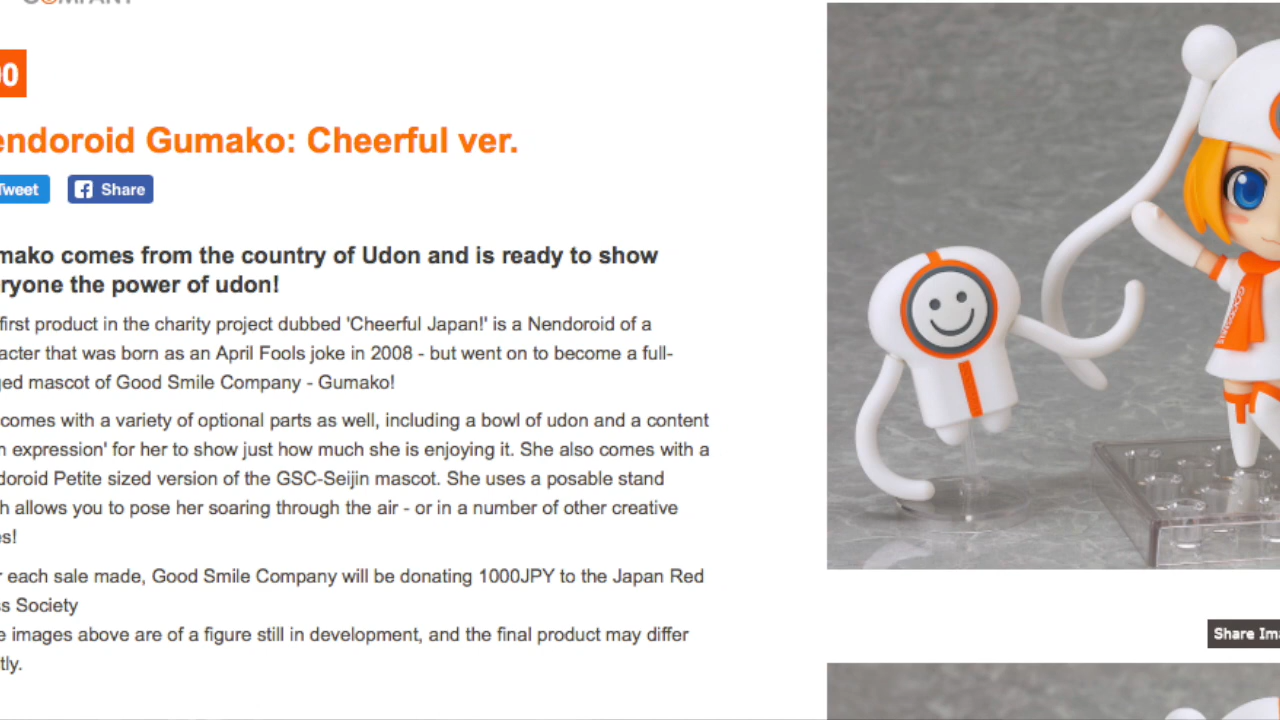 COMPANY
00
endoroid Gumako: Cheerful ver.
Tweet
Share
mako comes from the country of Udon and is ready to show
ryone the power of udon!
first product in the charity project dubbed 'Cheerful Japan!' is a Nendoroid of a
acter that was born as an April Fools joke in 2008 - but went on to become a full-
ged mascot of Good Smile Company - Gumako!
comes with a variety of optional parts as well, including a bowl of udon and a content
n expression' for her to show just how much she is enjoying it. She also comes with a
doroid Petite sized version of the GSC-Seijin mascot. She uses a posable stand
h allows you to pose her soaring through the air - or in a number of other creative
es!
r each sale made, Good Smile Company will be donating 1000JPY to the Japan Red
s Society
e images above are of a figure still in development, and the final product may differ
tly.
Share Ima